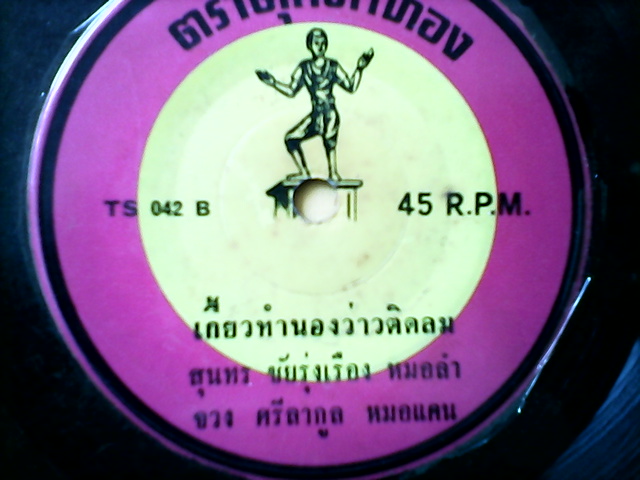 ตราตุ๊กตาทอง
TS 042 B
45 R.P.M.
เกี้ยวทำนองว่าวติดลม
สุนทร ชัยรุ่งเรือง หมอลำ
จวง ศรีลากูล หมอแคน